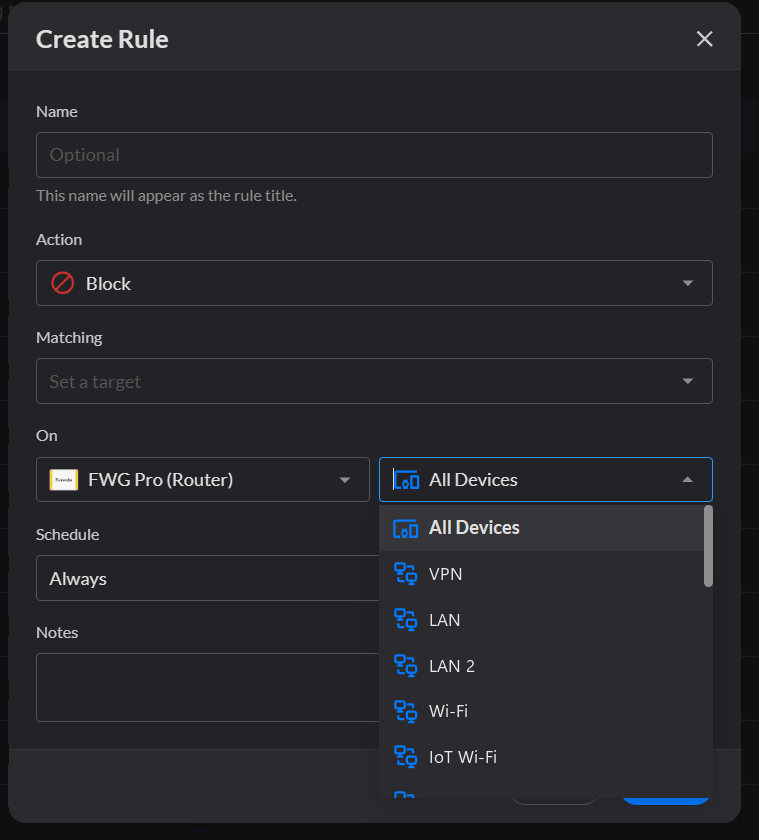 Create Rule
Name
Optional
This name will appear as the rule title.
Action
Block
Matching
Set a target
On
FWG Pro (Router)
All Devices
All Devices
VPN
Schedule
Always
LAN
LAN 2
Notes
Wi-Fi
IoT Wi-Fi